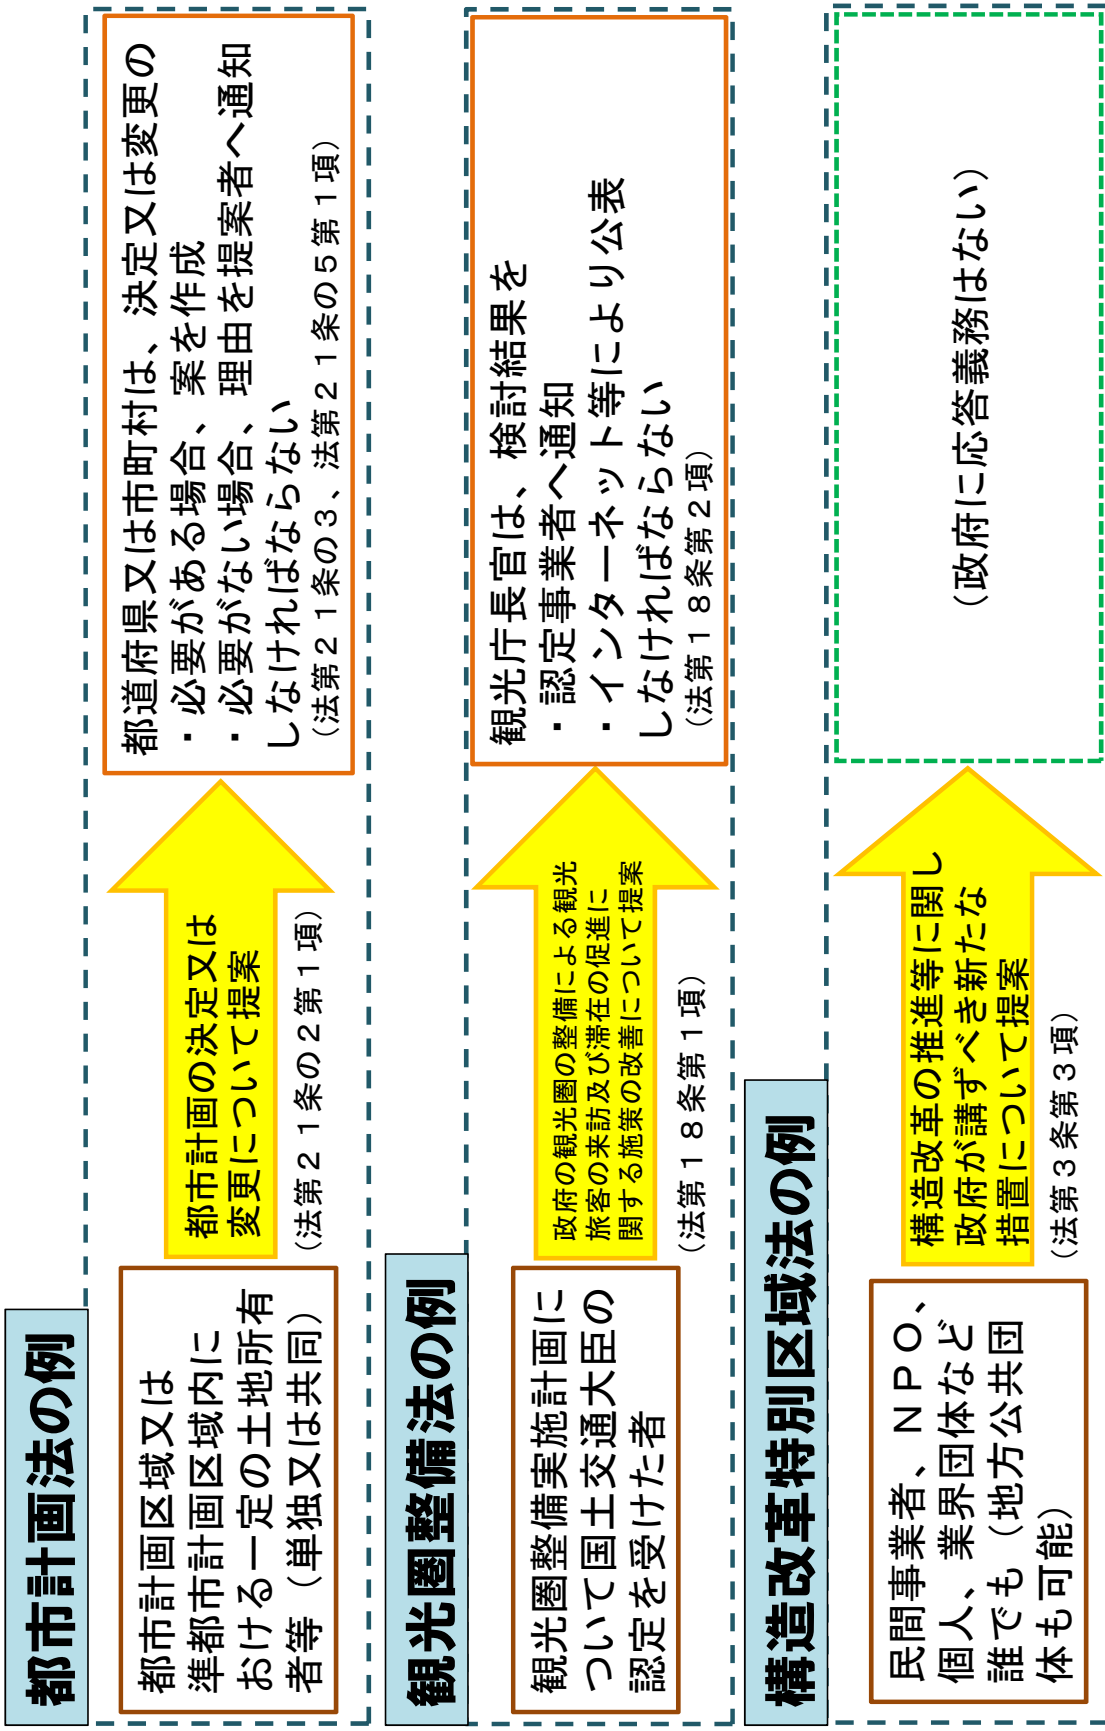 都市計画法の例
都市計画区域又は
準都市計画区域内に
おける一定の土地所有
者等（単独又は共同）
都市計画の決定又は
変更について提案
（法第２１条の２第１項）
都道府県又は市町村は、決定又は変更の
・必要がある場合、案を作成
・必要がない場合、理由を提案者へ通知
しなければならない
（法第２１条の３、法第２１条の５第１項）
観光圏整備法の例
観光圏整備実施計画に
ついて国土交通大臣の
認定を受けた者
政府の観光圏の整備による観光
旅客の来訪及び滞在の促進に
関する施策の改善について提案
（法第１８条第１項）
観光庁長官は、検討結果を
・認定事業者へ通知
・インターネット等により公表
しなければならない
（法第１８条第２項）
構造改革特別区域法の例
民間事業者、ＮＰＯ、
個人、業界団体など
誰でも（地方公共団
体も可能）
構造改革の推進等に関し
政府が講ずべき新たな
措置について提案
（法第３条第３項）
（政府に応答義務はない）